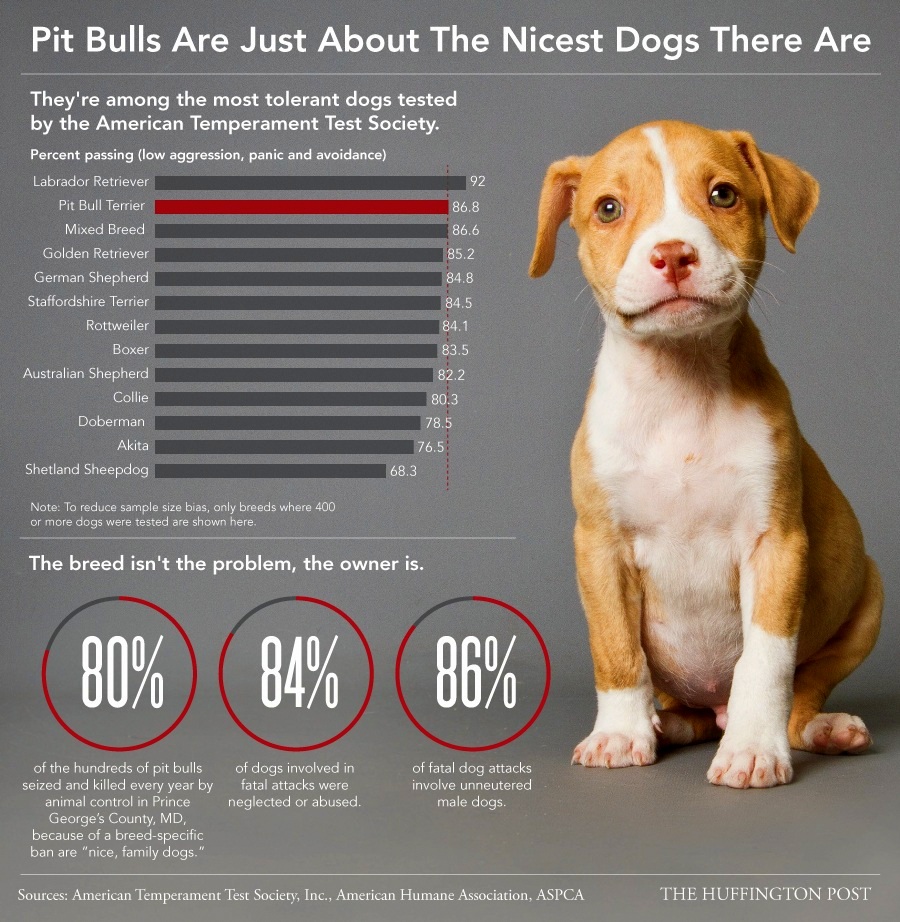 Pit Bulls Are Just About The Nicest Dogs There Are
They're among the most tolerant dogs tested
by the American Temperament Test Society.
Percent passing (low aggression, panic and avoidance)
Labrador Retriever 92
Pit Bull Terrier 86.8
Mixed Breed 86.6
Golden Retriever 85.2
German Shepherd 84.8
Staffordshire Terrier 84.5
Rottweiler 84.1
Boxer 83.5
Australian Shepherd 82.2
Collie 80.3
Doberman 78.5
Akita 76.5
Shetland Sheepdog 68.3
Note: To reduce sample size bias, only breeds where 400
or more dogs were tested are shown here.
The breed isn't the problem, the owner is.
80%
of the hundreds of pit bulls
seized and killed every year by
animal control in Prince
George's County, MD,
because of a breed-specific
ban are "nice, family dogs."
84%
of dogs involved in
fatal attacks were
neglected or abused.
86%
of fatal dog attacks
involve unneutered
male dogs.
Sources: American Temperament Test Society, Inc., American Humane Association, ASPCA
THE HUFFINGTON POST